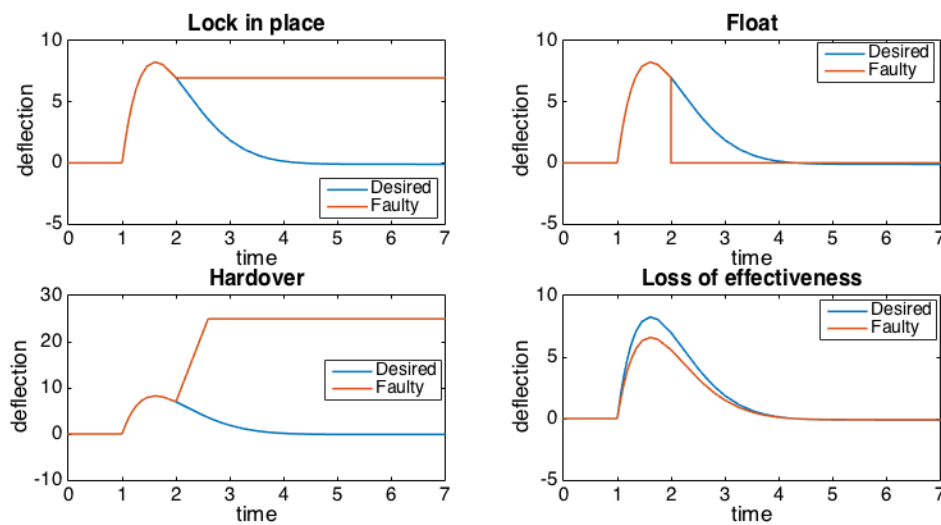 Lock in place
10
5
0
-5
deflection
Desired
Faulty
0 1 2 3 4 5 6 7
time
Float
10
5
0
-5
deflection
Desired
Faulty
0 1 2 3 4 5 6 7
time
Hardover
30
20
10
0
-10
deflection
Desired
Faulty
0 1 2 3 4 5 6 7
time
Loss of effectiveness
10
5
0
-5
deflection
Desired
Faulty
0 1 2 3 4 5 6 7
time